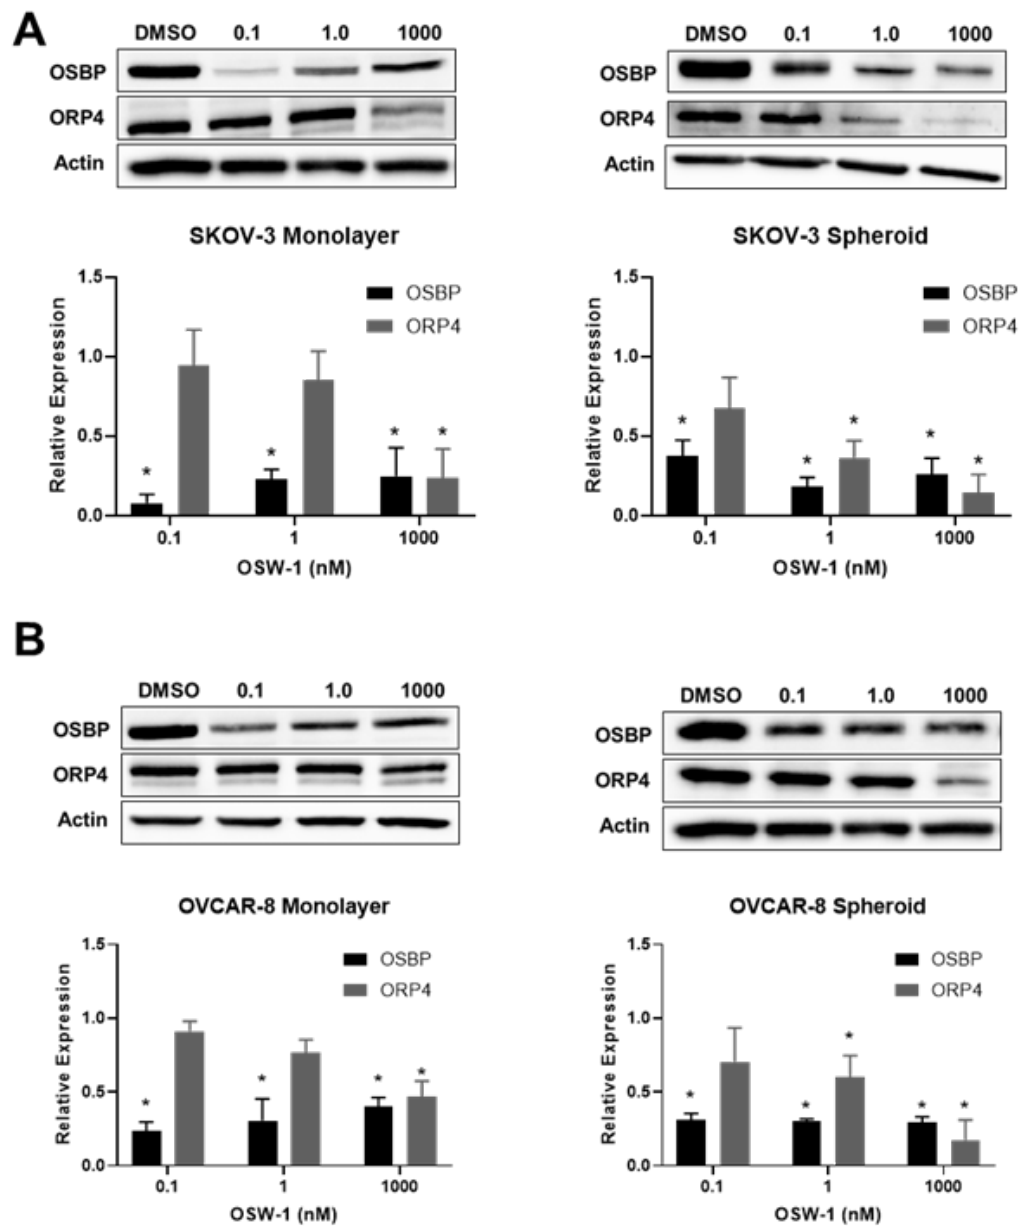 A
DMSO 0.1 1.0 1000
OSBP
ORP4
Actin
SKOV-3 Monolayer
Relative Expression
1.5
1.0
0.5
0.0
OSBP
ORP4
* * * *
0.1 1 1000
OSW-1 (nM)
DMSO 0.1 1.0 1000
OSBP
ORP4
Actin
SKOV-3 Spheroid
Relative Expression
1.5
1.0
0.5
0.0
OSBP
ORP4
* * * * *
0.1 1 1000
OSW-1 (nM)
B
DMSO 0.1 1.0 1000
OSBP
ORP4
Actin
OVCAR-8 Monolayer
Relative Expression
1.5
1.0
0.5
0.0
OSBP
ORP4
* * * *
0.1 1 1000
OSW-1 (nM)
DMSO 0.1 1.0 1000
OSBP
ORP4
Actin
OVCAR-8 Spheroid
Relative Expression
1.5
1.0
0.5
0.0
OSBP
ORP4
* * * * *
0.1 1 1000
OSW-1 (nM)